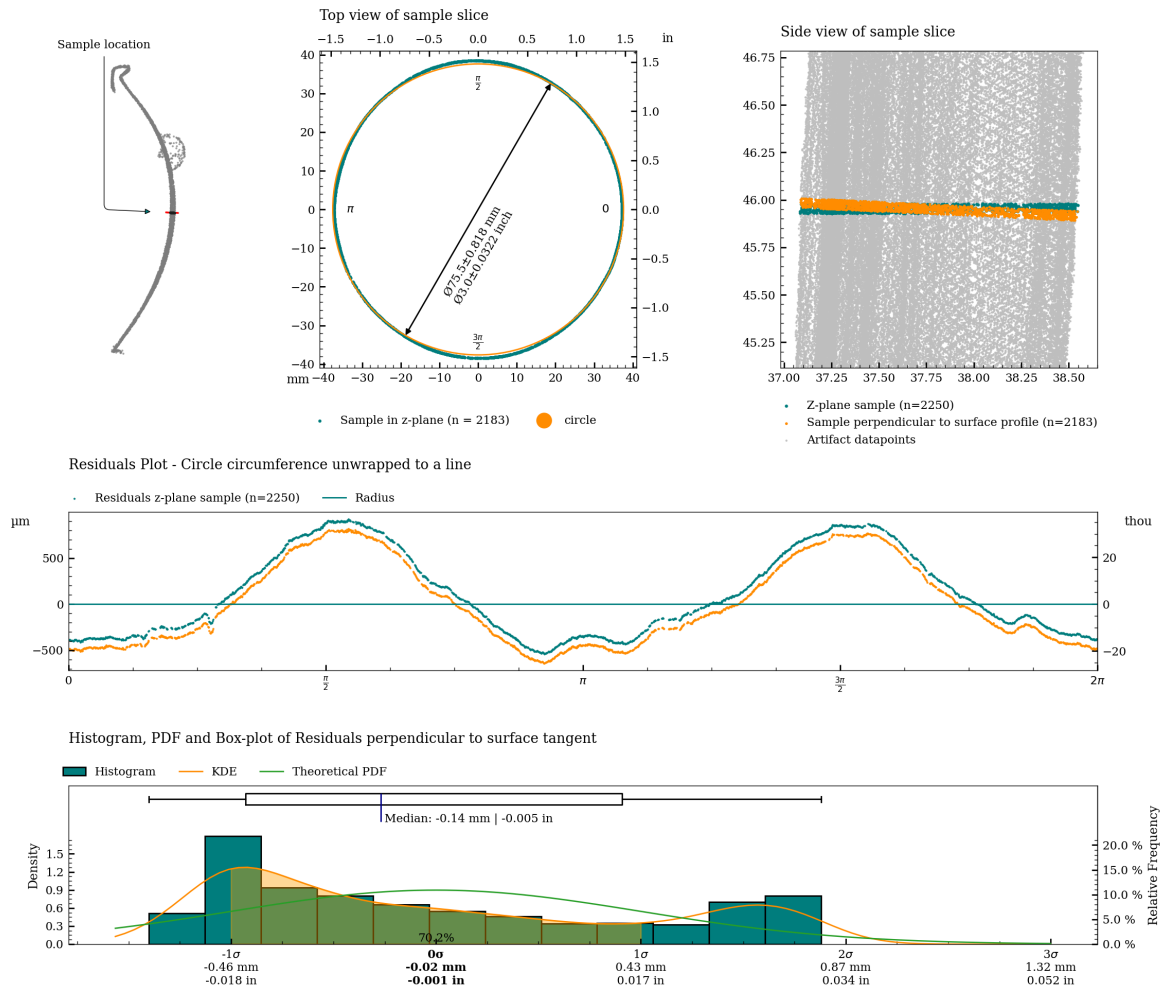 Sample location
Top view of sample slice
−1.5 −1.0 −0.5 0.0 0.5 1.0 1.5 in
40
30
20
10
0
−10
−20
−30
−40
1.5
1.0
0.5
0.0
−0.5
−1.0
−1.5
π/2
π
0
3π/2
Ø75.5±0.818 mm
Ø3.0±0.0322 inch
mm −40 −30 −20 −10 0 10 20 30 40
Sample in z-plane (n = 2183) circle
Side view of sample slice
46.75
46.50
46.25
46.00
45.75
45.50
45.25
37.00 37.25 37.50 37.75 38.00 38.25 38.50
Z-plane sample (n=2250)
Sample perpendicular to surface profile (n=2183)
Artifact datapoints
Residuals Plot - Circle circumference unwrapped to a line
Residuals z-plane sample (n=2250) Radius
µm thou
500
0
−500
20
0
−20
0 π/2 π 3π/2 2π
Histogram, PDF and Box-plot of Residuals perpendicular to surface tangent
Histogram KDE Theoretical PDF
Median: -0.14 mm | -0.005 in
Density
1.5
1.2
0.9
0.6
0.3
0.0
Relative Frequency
20.0 %
15.0 %
10.0 %
5.0 %
0.0 %
70.2%
-1σ 0σ 1σ 2σ 3σ
-0.46 mm -0.02 mm 0.43 mm 0.87 mm 1.32 mm
-0.018 in -0.001 in 0.017 in 0.034 in 0.052 in